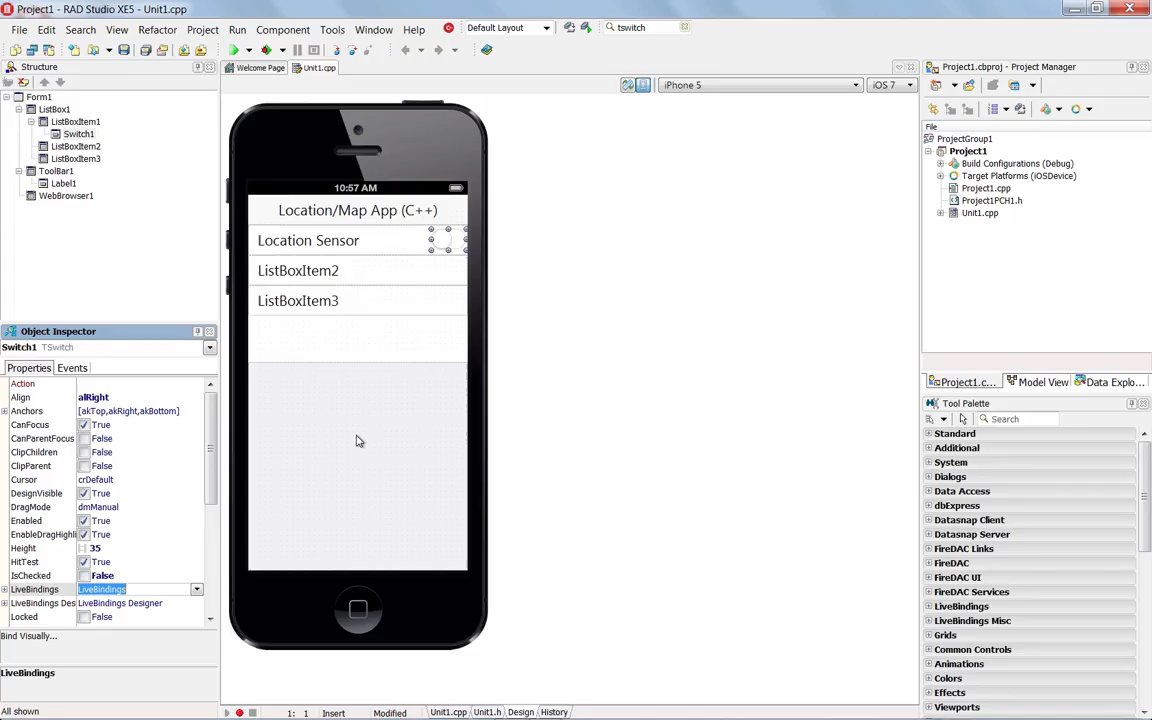 Project1 - RAD Studio XE5 - Unit1.cpp
File Edit Search View Refactor Project Run Component Tools Window Help
Default Layout
tswitch
Structure
Form1
ListBox1
ListBoxItem1
Switch1
ListBoxItem2
ListBoxItem3
ToolBar1
Label1
WebBrowser1
Object Inspector
Switch1 TSwitch
Properties Events
Action
Align alRight
Anchors [akTop,akRight,akBottom]
CanFocus True
CanParentFocus False
ClipChildren False
ClipParent False
Cursor crDefault
DesignVisible True
DragMode dmManual
Enabled True
EnableDragHighli True
Height 35
HitTest True
IsChecked False
LiveBindings LiveBindings
LiveBindings Des LiveBindings Designer
Locked False
Bind Visually...
LiveBindings
All shown
Welcome Page Unit1.cpp
iPhone 5
iOS 7
10:57 AM
Location/Map App (C++)
Location Sensor
ListBoxItem2
ListBoxItem3
1: 1 Insert Modified Unit1.cpp Unit1.h Design History
Project1.cbproj - Project Manager
File
ProjectGroup1
Project1
Build Configurations (Debug)
Target Platforms (iOSDevice)
Project1.cpp
Project1PCH1.h
Unit1.cpp
Project1.c... Model View Data Explo...
Tool Palette
Search
Standard
Additional
System
Dialogs
Data Access
dbExpress
Datasnap Client
Datasnap Server
FireDAC Links
FireDAC
FireDAC UI
FireDAC Services
LiveBindings
LiveBindings Misc
Grids
Common Controls
Animations
Colors
Effects
Viewports